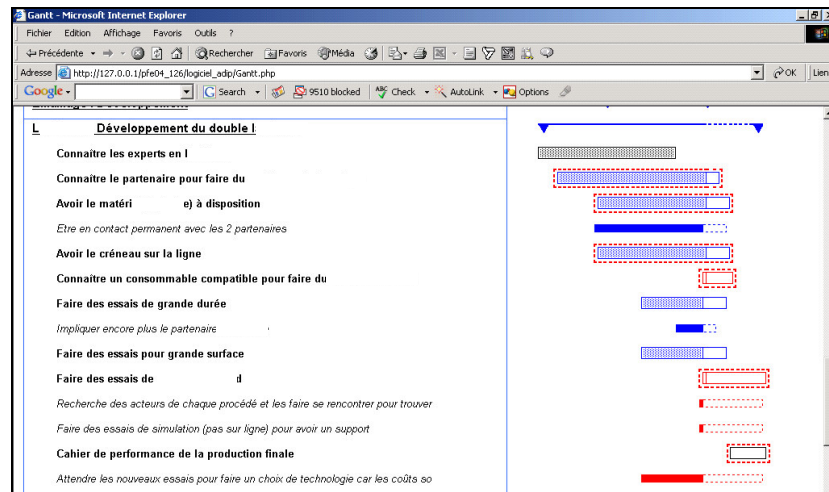 Gantt - Microsoft Internet Explorer
Fichier Edition Affichage Favoris Outils ?
Précédente Rechercher Favoris Média
Adresse http://127.0.0.1/pfe04_126/logiciel_adip/Gantt.php OK Lien
Google Search 9510 blocked ABC Check AutoLink Options
L Développement du double l
Connaître les experts en l
Connaître le partenaire pour faire du
Avoir le matéri e) à disposition
Etre en contact permanent avec les 2 partenaires
Avoir le créneau sur la ligne
Connaître un consommable compatible pour faire du
Faire des essais de grande durée
Impliquer encore plus le partenaire
Faire des essais pour grande surface
Faire des essais de d
Recherche des acteurs de chaque procédé et les faire se rencontrer pour trouver
Faire des essais de simulation (pas sur ligne) pour avoir un support
Cahier de performance de la production finale
Attendre les nouveaux essais pour faire un choix de technologie car les coûts so